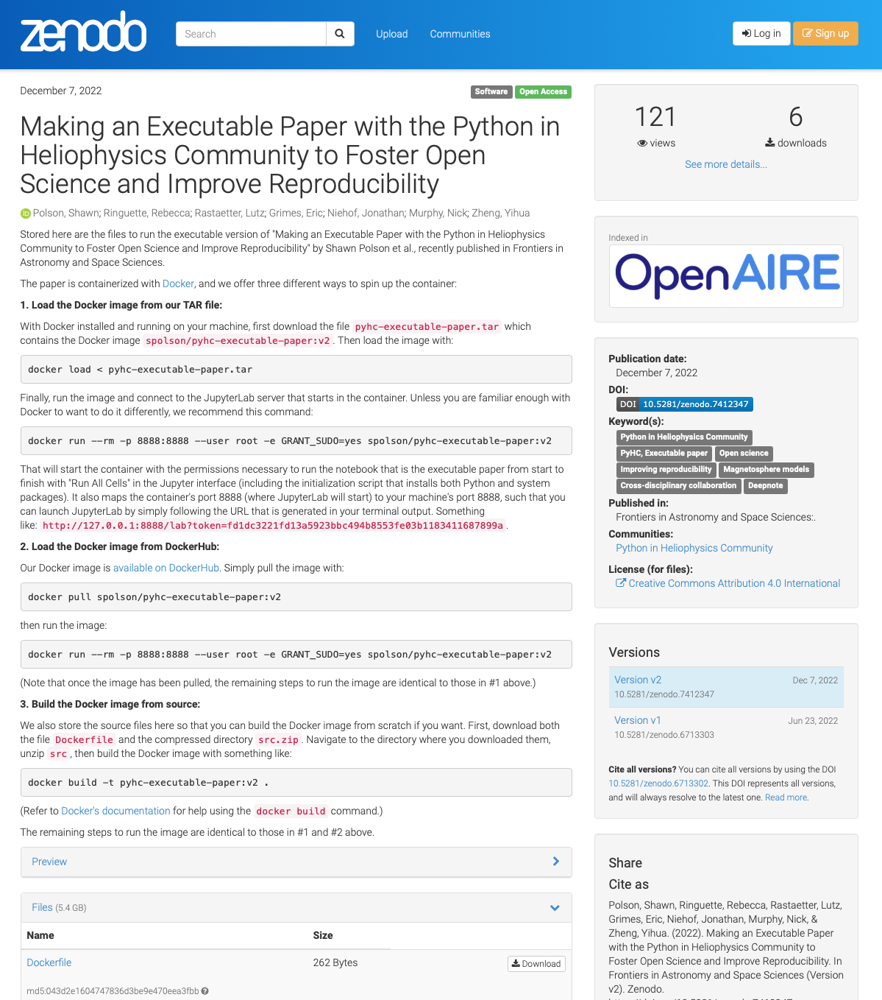 zenodo
Search
Upload
Communities
Log in
Sign up
December 7, 2022
Software
Open Access
Making an Executable Paper with the Python in
Heliophysics Community to Foster Open
Science and Improve Reproducibility
iD Polson, Shawn; Ringuette, Rebecca; Rastaetter, Lutz; Grimes, Eric; Niehof, Jonathan; Murphy, Nick; Zheng, Yihua
Stored here are the files to run the executable version of "Making an Executable Paper with the Python in Heliophysics
Community to Foster Open Science and Improve Reproducibility" by Shawn Polson et al., recently published in Frontiers in
Astronomy and Space Sciences.
The paper is containerized with Docker, and we offer three different ways to spin up the container:
1. Load the Docker image from our TAR file:
With Docker installed and running on your machine, first download the file pyhc-executable-paper.tar which
contains the Docker image spolson/pyhc-executable-paper:v2. Then load the image with:
docker load < pyhc-executable-paper.tar
Finally, run the image and connect to the JupyterLab server that starts in the container. Unless you are familiar enough with
Docker to want to do it differently, we recommend this command:
docker run --rm -p 8888:8888 --user root -e GRANT_SUDO=yes spolson/pyhc-executable-paper:v2
That will start the container with the permissions necessary to run the notebook that is the executable paper from start to
finish with "Run All Cells" in the Jupyter interface (including the initialization script that installs both Python and system
packages). It also maps the container's port 8888 (where JupyterLab will start) to your machine's port 8888, such that you
can launch JupyterLab by simply following the URL that is generated in your terminal output. Something
like: http://127.0.0.1:8888/lab?token=fd1dc3221fd13a5923bbc494b8553fe03b1183411687899a.
2. Load the Docker image from DockerHub:
Our Docker image is available on DockerHub. Simply pull the image with:
docker pull spolson/pyhc-executable-paper:v2
then run the image:
docker run --rm -p 8888:8888 --user root -e GRANT_SUDO=yes spolson/pyhc-executable-paper:v2
(Note that once the image has been pulled, the remaining steps to run the image are identical to those in #1 above.)
3. Build the Docker image from source:
We also store the source files here so that you can build the Docker image from scratch if you want. First, download both
the file Dockerfile and the compressed directory src.zip. Navigate to the directory where you downloaded them,
unzip src, then build the Docker image with something like:
docker build -t pyhc-executable-paper:v2 .
(Refer to Docker's documentation for help using the docker build command.)
The remaining steps to run the image are identical to those in #1 and #2 above.
Preview
Files (5.4 GB)
Name Size
Dockerfile 262 Bytes Download
md5:043d2e1604747836d3be9e470eea3fbb
121
views
6
downloads
See more details...
Indexed in
OpenAIRE
Publication date:
December 7, 2022
DOI:
DOI 10.5281/zenodo.7412347
Keyword(s):
Python in Heliophysics Community
PyHC, Executable paper Open science
Improving reproducibility Magnetosphere models
Cross-disciplinary collaboration Deepnote
Published in:
Frontiers in Astronomy and Space Sciences:.
Communities:
Python in Heliophysics Community
License (for files):
Creative Commons Attribution 4.0 International
Versions
Version v2 Dec 7, 2022
10.5281/zenodo.7412347
Version v1 Jun 23, 2022
10.5281/zenodo.6713303
Cite all versions? You can cite all versions by using the DOI
10.5281/zenodo.6713302. This DOI represents all versions,
and will always resolve to the latest one. Read more.
Share
Cite as
Polson, Shawn, Ringuette, Rebecca, Rastaetter, Lutz,
Grimes, Eric, Niehof, Jonathan, Murphy, Nick, &
Zheng, Yihua. (2022). Making an Executable Paper
with the Python in Heliophysics Community to
Foster Open Science and Improve Reproducibility. In
Frontiers in Astronomy and Space Sciences (Version
v2). Zenodo.